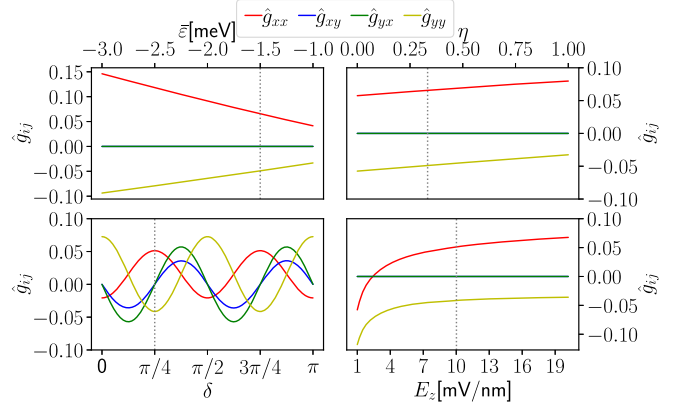 ĝxx ĝxy ĝyx ĝyy
ε̄[meV] η
−3.0 −2.5 −2.0 −1.5 −1.0 0.00 0.25 0.50 0.75 1.00
0.15 0.10
0.10 0.05
0.05 0.00
0.00 −0.05
−0.05 −0.10
−0.10
ĝij ĝij
0.10 0.10
0.05 0.05
0.00 0.00
−0.05 −0.05
−0.10 −0.10
ĝij ĝij
0 π/4 π/2 3π/4 π 1 4 7 10 13 16 19
δ Ez[mV/nm]